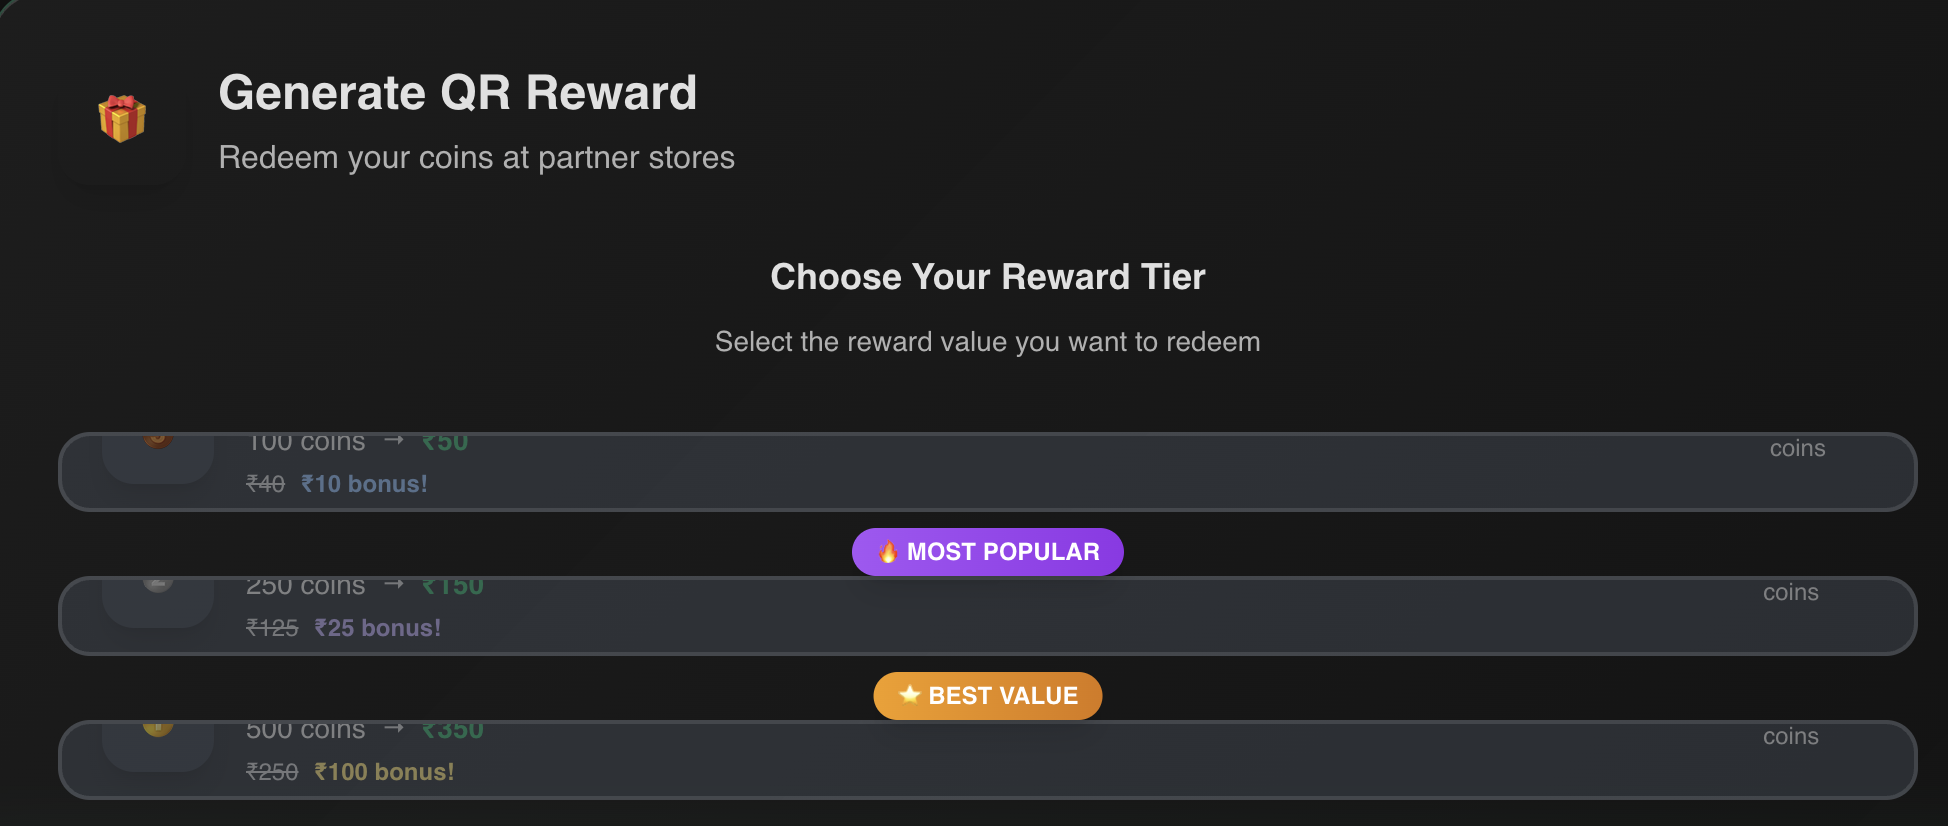 Generate QR Reward
Redeem your coins at partner stores
Choose Your Reward Tier
Select the reward value you want to redeem
100 coins → ₹50
coins
₹40 ₹10 bonus!
🔥 MOST POPULAR
250 coins → ₹150
coins
₹125 ₹25 bonus!
⭐ BEST VALUE
500 coins → ₹350
coins
₹250 ₹100 bonus!